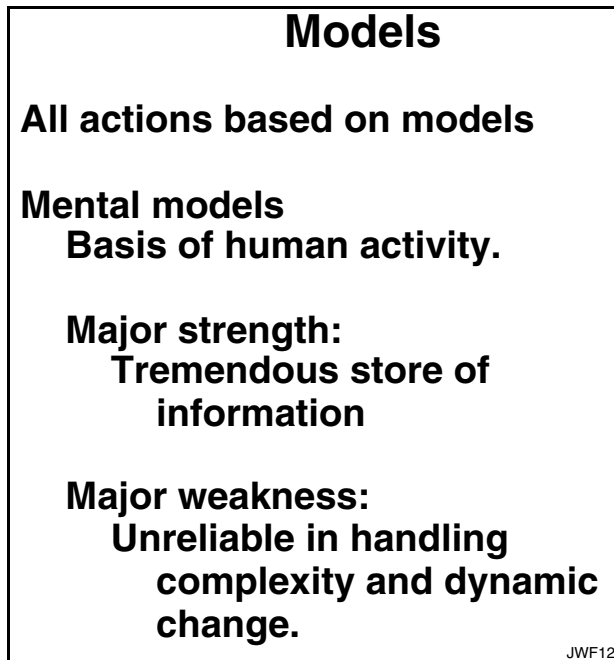 Models
All actions based on models
Mental models
Basis of human activity.
Major strength:
Tremendous store of
information
Major weakness:
Unreliable in handling
complexity and dynamic
change.
JWF12